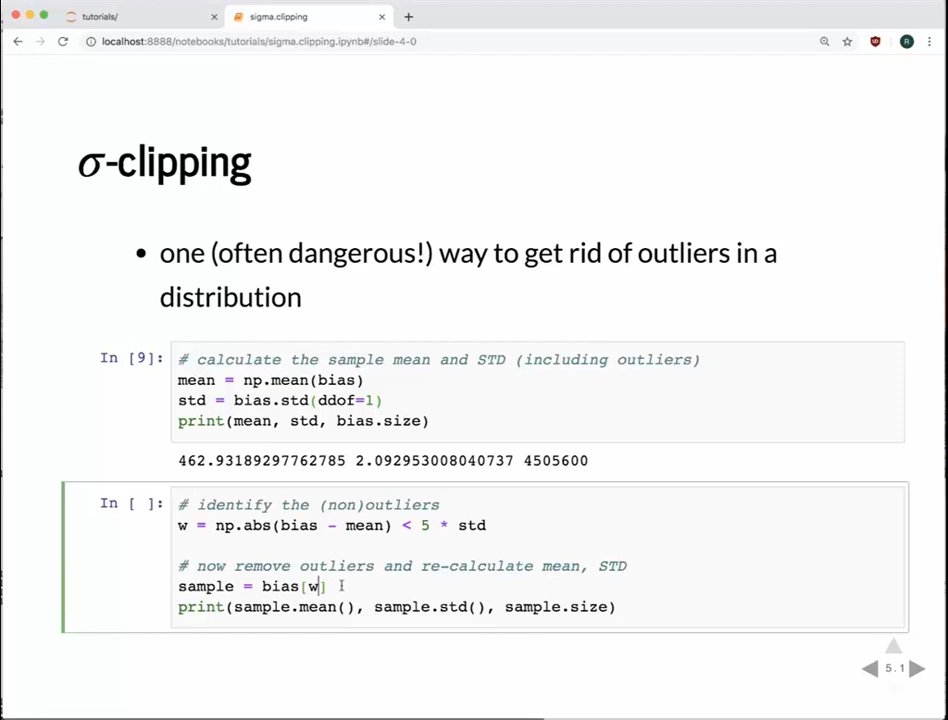 tutorials/
sigma.clipping
localhost:8888/notebooks/tutorials/sigma.clipping.ipynb#/slide-4-0
R
σ-clipping
• one (often dangerous!) way to get rid of outliers in a
distribution
In [9]:
# calculate the sample mean and STD (including outliers)
mean = np.mean(bias)
std = bias.std(ddof=1)
print(mean, std, bias.size)
462.93189297762785 2.092953008040737 4505600
In [ ]:
# identify the (non)outliers
w = np.abs(bias - mean) < 5 * std
# now remove outliers and re-calculate mean, STD
sample = bias[w]
print(sample.mean(), sample.std(), sample.size)
5.1